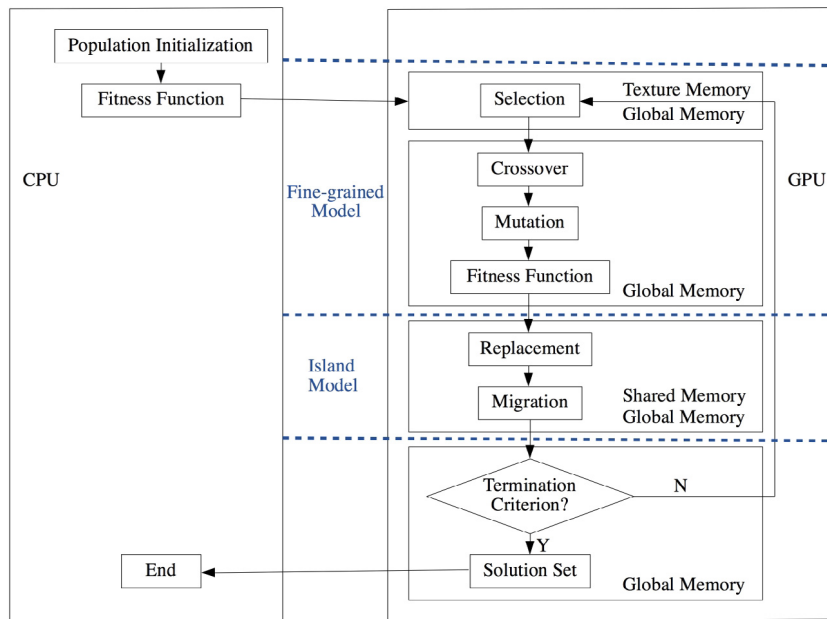 Population Initialization
Fitness Function
CPU
Fine-grained
Model
Island
Model
End
GPU
Selection
Texture Memory
Global Memory
Crossover
Mutation
Fitness Function
Global Memory
Replacement
Migration
Shared Memory
Global Memory
Termination
Criterion?
N
Y
Solution Set
Global Memory